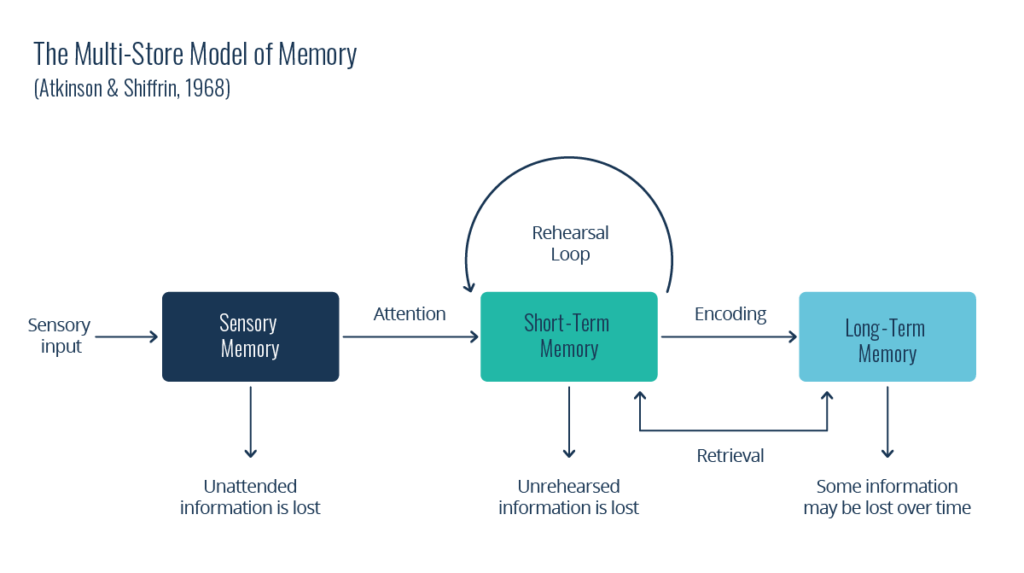 The Multi-Store Model of Memory
(Atkinson & Shiffrin, 1968)
Rehearsal
Loop
Sensory
input
Sensory
Memory
Attention
Short-Term
Memory
Encoding
Long-Term
Memory
Retrieval
Unattended
information is lost
Unrehearsed
information is lost
Some information
may be lost over time